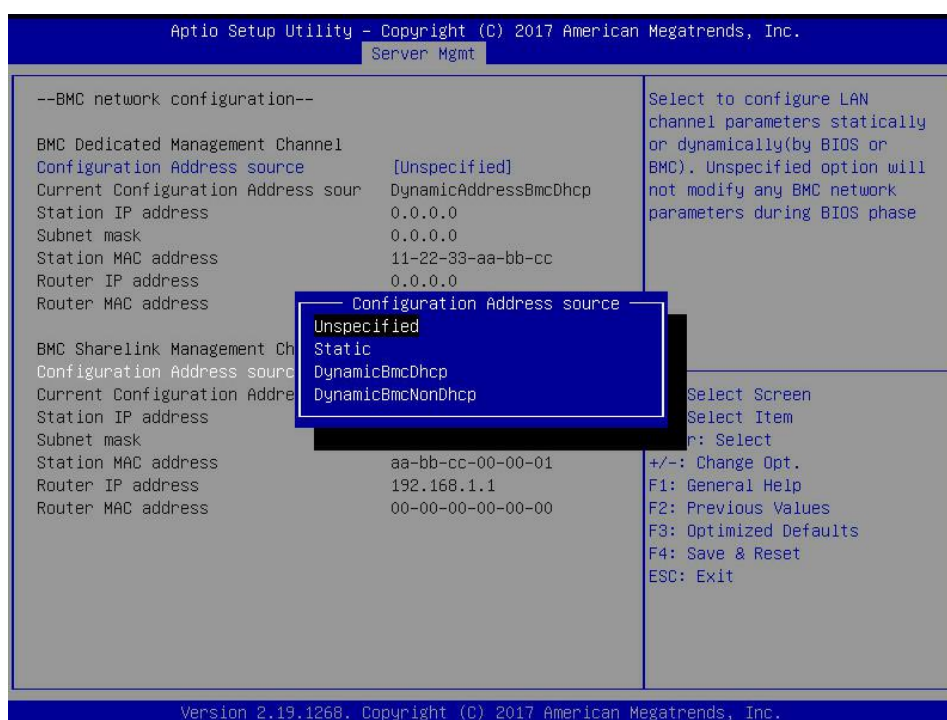 Aptio Setup Utility – Copyright (C) 2017 American Megatrends, Inc.
Server Mgmt
--BMC network configuration--
BMC Dedicated Management Channel
Configuration Address source [Unspecified]
Current Configuration Address sour DynamicAddressBmcDhcp
Station IP address 0.0.0.0
Subnet mask 0.0.0.0
Station MAC address 11-22-33-aa-bb-cc
Router IP address 0.0.0.0
Router MAC address
BMC Sharelink Management Ch
Configuration Address sourc
Current Configuration Addre
Station IP address
Subnet mask
Station MAC address aa-bb-cc-00-00-01
Router IP address 192.168.1.1
Router MAC address 00-00-00-00-00-00
Configuration Address source
Unspecified
Static
DynamicBmcDhcp
DynamicBmcNonDhcp
Select to configure LAN
channel parameters statically
or dynamically(by BIOS or
BMC). Unspecified option will
not modify any BMC network
parameters during BIOS phase
Select Screen
Select Item
r: Select
+/-: Change Opt.
F1: General Help
F2: Previous Values
F3: Optimized Defaults
F4: Save & Reset
ESC: Exit
Version 2.19.1268. Copyright (C) 2017 American Megatrends, Inc.